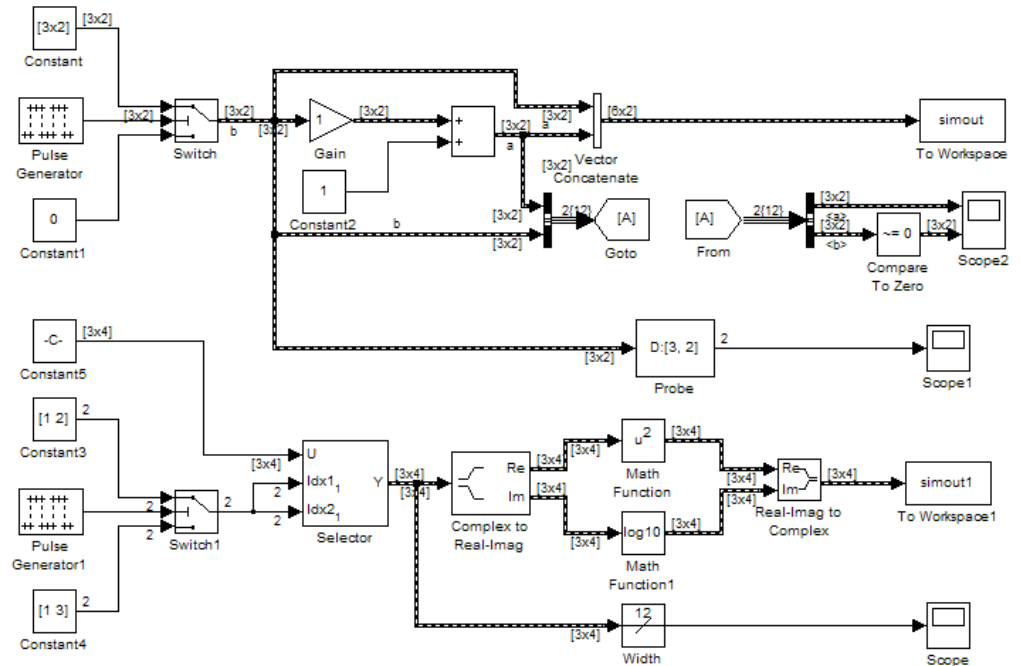 [3x2]
[3x2]
Constant
Pulse
Generator
[3x2]
Switch
[3x2]
b
[3x2]
0
Constant1
1
Gain
[3x2]
+
+
1
Constant2
[3x2]
a
a
[3x2]
[3x2]
Vector
Concatenate
[6x2]
simout
To Workspace
[3x2]
b
[3x2]
2{12}
[A]
Goto
[A]
From
2{12}
[3x2]
<a>
[3x2]
<b>
~= 0
Compare
To Zero
[3x2]
Scope2
[3x2]
D:[3, 2]
Probe
2
Scope1
-C-
Constant5
[3x4]
[1 2]
Constant3
2
Pulse
Generator1
2
2
Switch1
2
[1 3]
Constant4
2
[3x4]
2
2
U
Idx1 1
Idx2 1
Y
Selector
[3x4]
[3x4]
Re
Im
Complex to
Real-Imag
[3x4]
[3x4]
[3x4]
[3x4]
u2
Math
Function
[3x4]
log10
Math
Function1
[3x4]
[3x4]
[3x4]
Re
Im
Real-Imag to
Complex
[3x4]
simout1
To Workspace1
[3x4]
12
Width
Scope